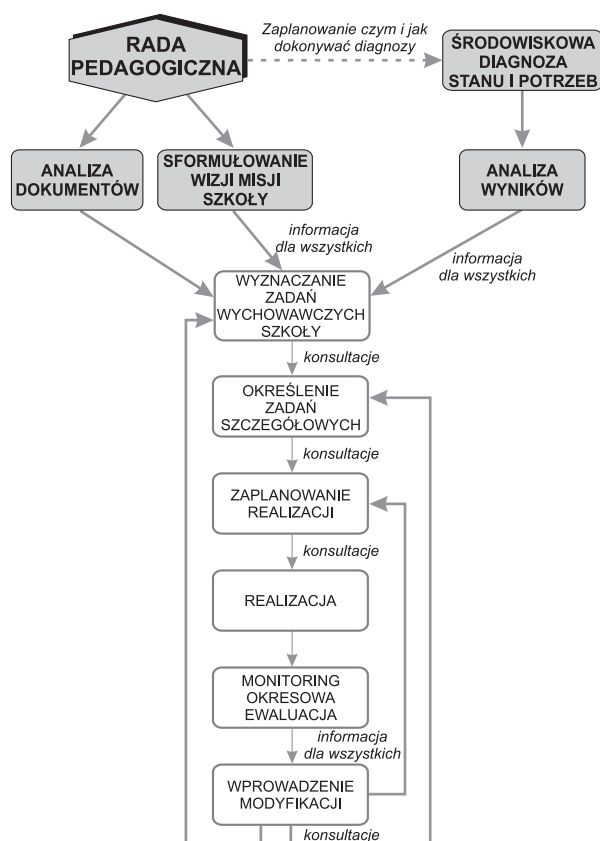 RADA
PEDAGOGICZNA
Zaplanowanie czym i jak
dokonywać diagnozy
ŚRODOWISKOWA
DIAGNOZA
STANU I POTRZEB
ANALIZA
DOKUMENTÓW
SFORMUŁOWANIE
WIZJI MISJI
SZKOŁY
ANALIZA
WYNIKÓW
informacja
dla wszystkich
informacja
dla wszystkich
WYZNACZANIE
ZADAŃ
WYCHOWAWCZYCH
SZKOŁY
konsultacje
OKREŚLENIE
ZADAŃ
SZCZEGÓŁOWYCH
konsultacje
ZAPLANOWANIE
REALIZACJI
konsultacje
REALIZACJA
MONITORING
OKRESOWA
EWALUACJA
informacja
dla wszystkich
WPROWADZENIE
MODYFIKACJI
konsultacje